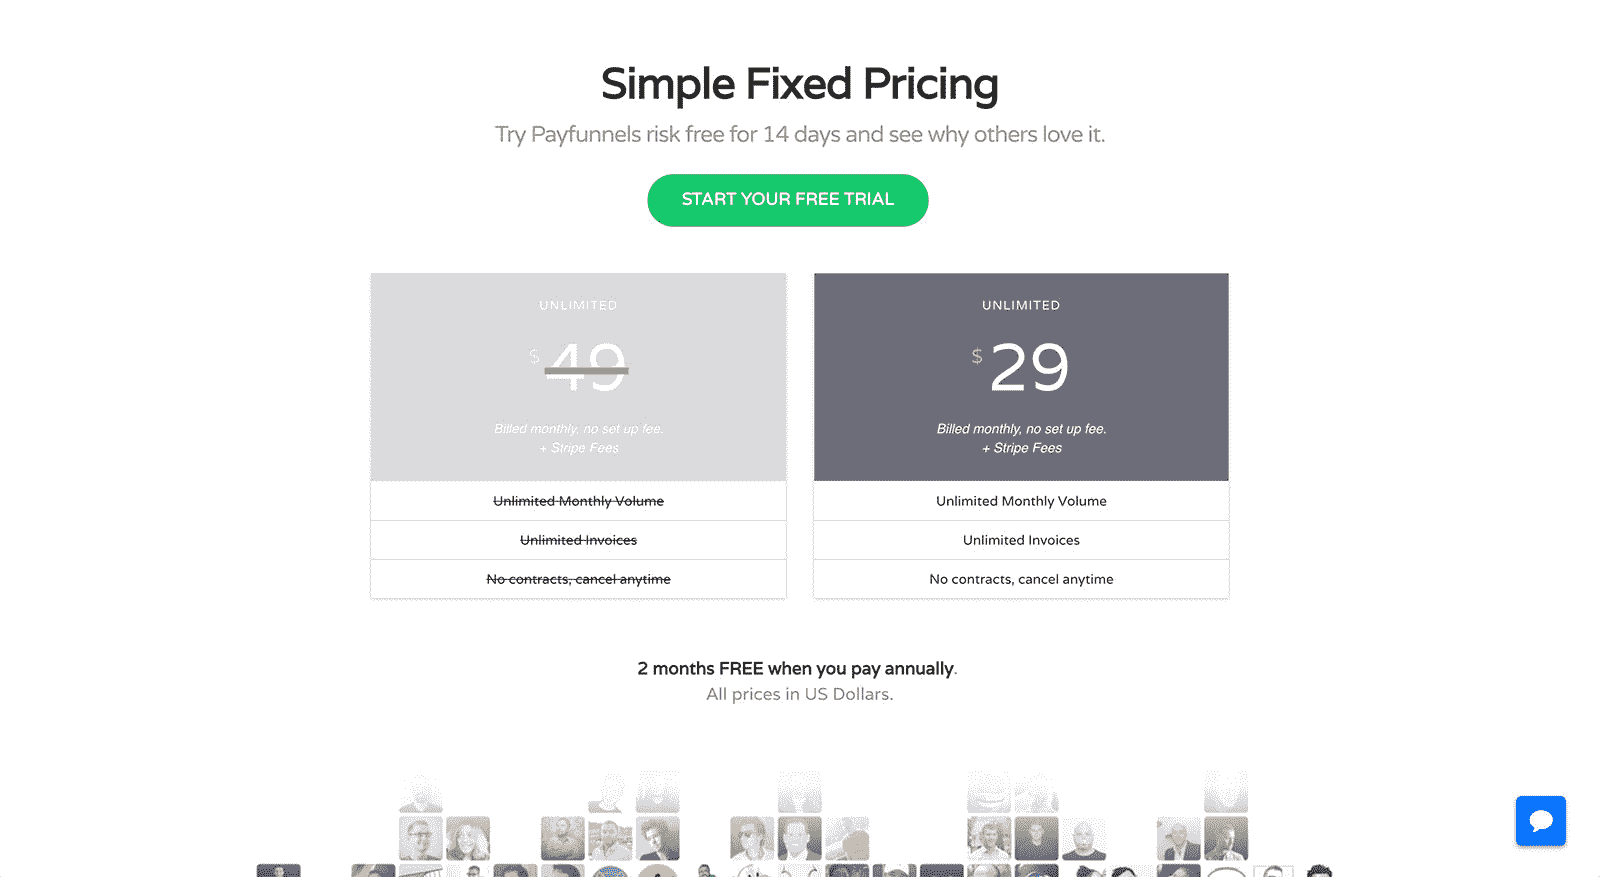 Simple Fixed Pricing
Try Payfunnels risk free for 14 days and see why others love it.
START YOUR FREE TRIAL
UNLIMITED
$ 49
Billed monthly, no set up fee.
+ Stripe Fees
Unlimited Monthly Volume
Unlimited Invoices
No contracts, cancel anytime
UNLIMITED
$ 29
Billed monthly, no set up fee.
+ Stripe Fees
Unlimited Monthly Volume
Unlimited Invoices
No contracts, cancel anytime
2 months FREE when you pay annually.
All prices in US Dollars.